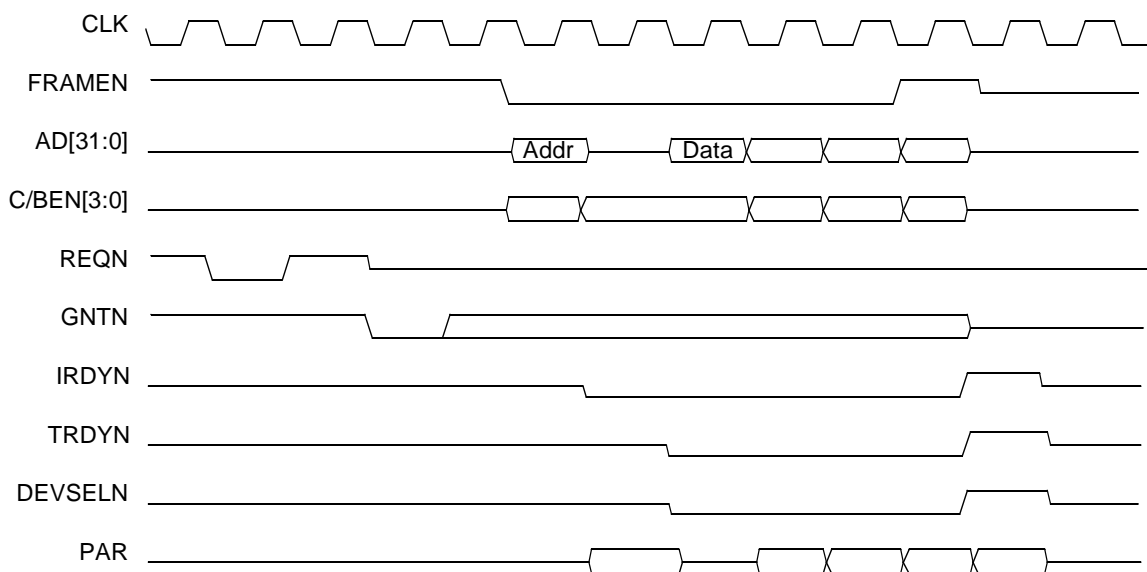 CLK
FRAMEN
AD[31:0]
Addr
Data
C/BEN[3:0]
REQN
GNTN
IRDYN
TRDYN
DEVSELN
PAR